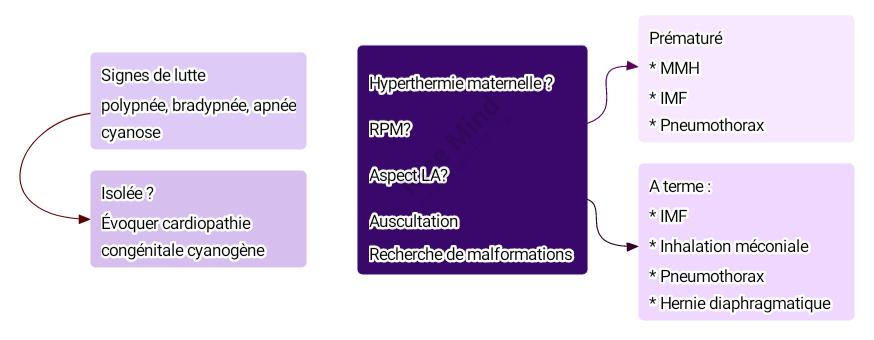 Signes de lutte
polypnée, bradypnée, apnée
cyanose
Isolée ?
Évoquer cardiopathie
congénitale cyanogène
Hyperthermie maternelle ?
RPM?
Aspect LA?
Auscultation
Recherche de malformations
Prématuré
* MMH
* IMF
* Pneumothorax
A terme :
* IMF
* Inhalation méconiale
* Pneumothorax
* Hernie diaphragmatique
Mind